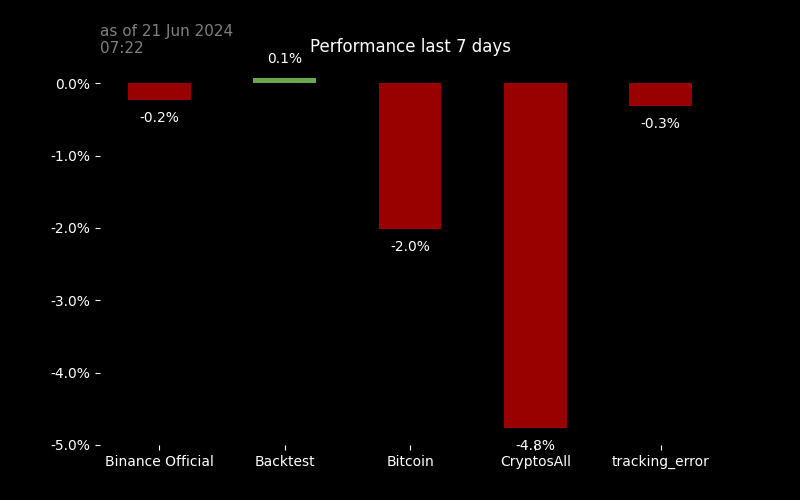 as of 21 Jun 2024
07:22
Performance last 7 days
0.1%
0.0%
-0.2%
-0.3%
-1.0%
-2.0%
-2.0%
-3.0%
-4.0%
-5.0%
-4.8%
Binance Official
Backtest
Bitcoin
CryptosAll
tracking_error